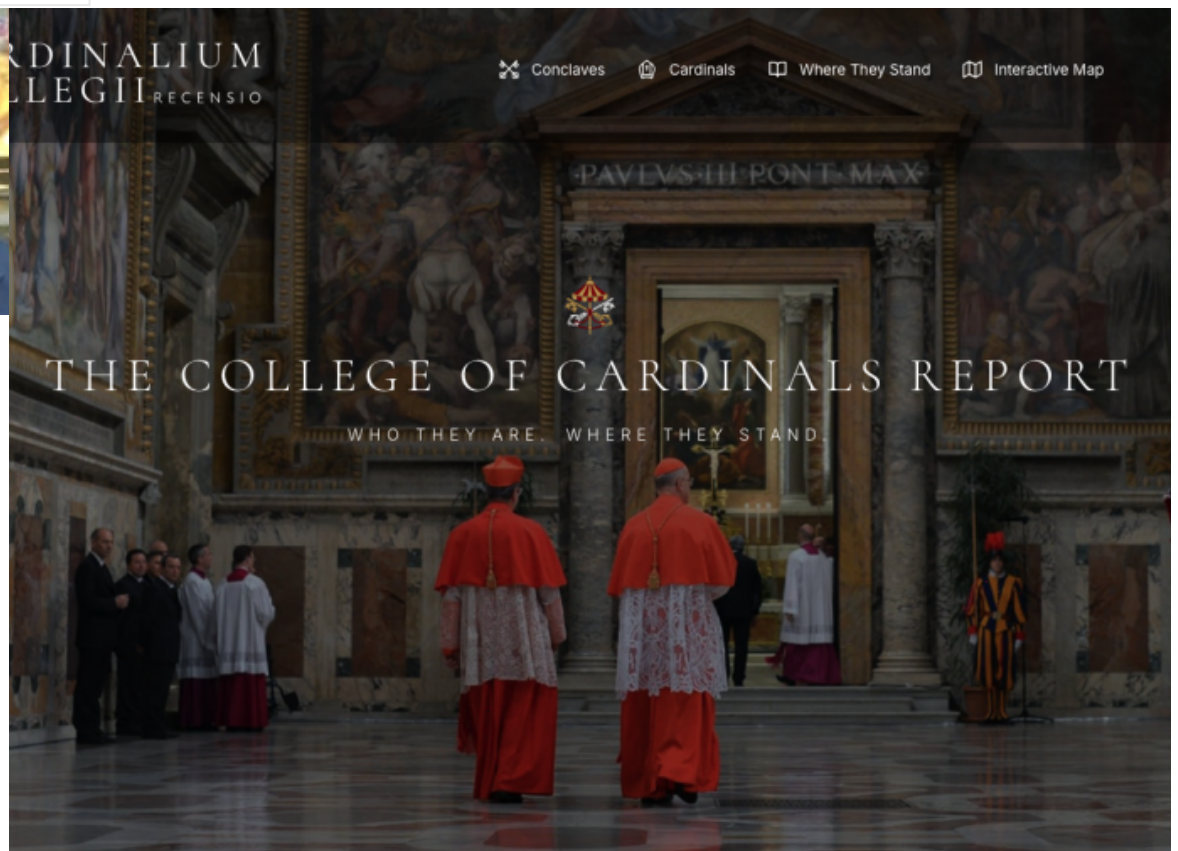 RDINALIUM
LLEGII RECENSIO
Conclaves Cardinals Where They Stand Interactive Map
·PAVLVS·III·PONT·MAX·
THE COLLEGE OF CARDINALS REPORT
WHO THEY ARE. WHERE THEY STAND.